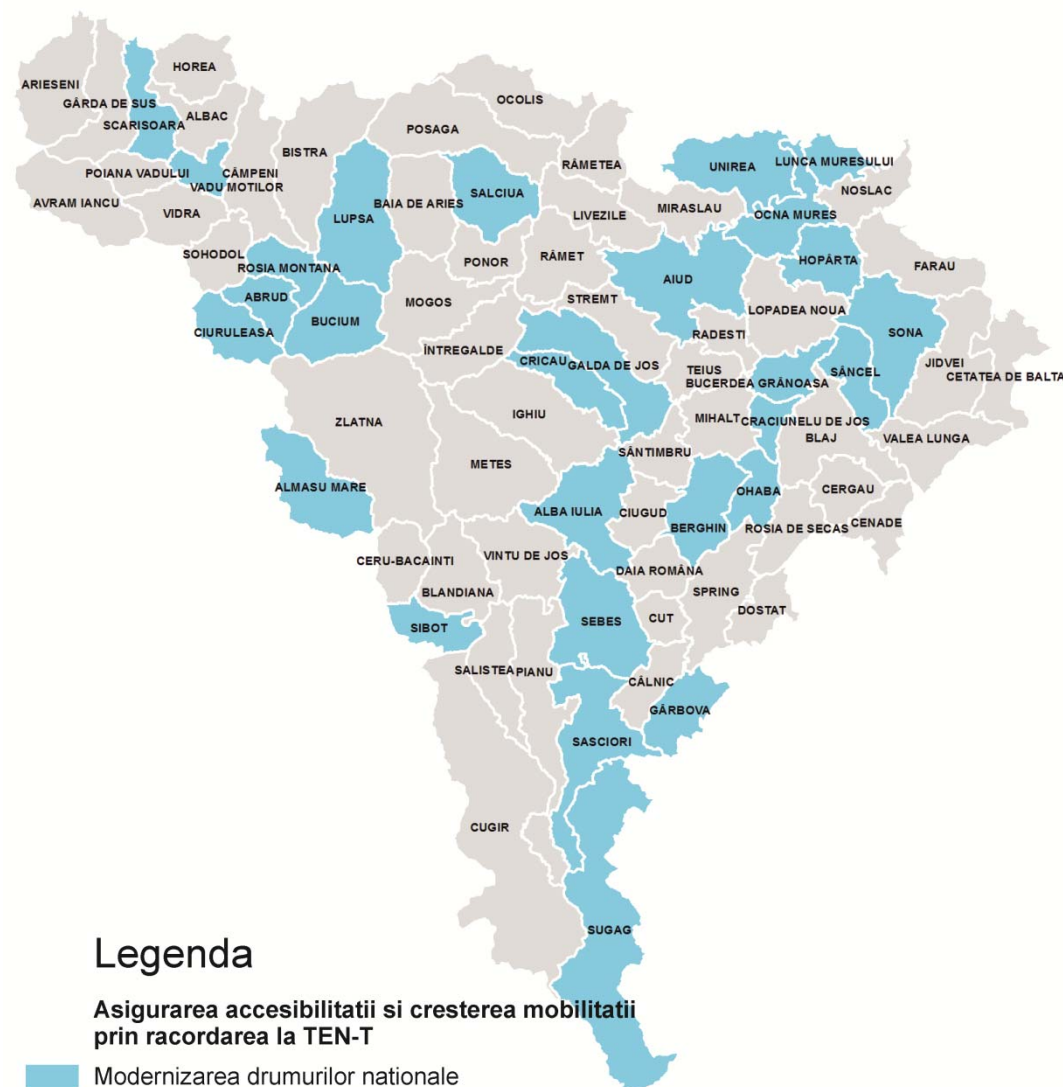 HOREA
ARIESENI
OCOLIS
GÂRDA DE SUS
ALBAC
SCARISOARA
POSAGA
BISTRA
UNIREA
LUNCA MURESULUI
RÂMETEA
POIANA VADULUI
CÂMPENI
VADU MOTILOR
NOSLAC
SALCIUA
AVRAM IANCU
BAIA DE ARIES
MIRASLAU
VIDRA
LUPSA
LIVEZILE
OCNA MURES
SOHODOL
RÂMET
PONOR
HOPÂRTA
ROSIA MONTANA
FARAU
AIUD
ABRUD
STREMT
MOGOS
LOPADEA NOUA
BUCIUM
CIURULEASA
RADESTI
SONA
ÎNTREGALDE
CRICAU
GALDA DE JOS
JIDVEI
TEIUS
SÂNCEL
CETATEA DE BALTA
BUCERDEA GRÂNOASA
IGHIU
ZLATNA
MIHALT
CRACIUNELU DE JOS
BLAJ
VALEA LUNGA
SÂNTIMBRU
METES
ALMASU MARE
CERGAU
OHABA
ALBA IULIA
CIUGUD
CENADE
BERGHIN
ROSIA DE SECAS
VINTU DE JOS
CERU-BACAINTI
DAIA ROMÂNA
BLANDIANA
SPRING
DOSTAT
CUT
SEBES
SIBOT
SALISTEA
PIANU
CÂLNIC
GÂRBOVA
SASCIORI
CUGIR
SUGAG
Legenda
Asigurarea accesibilitatii si cresterea mobilitatii
prin racordarea la TEN-T
Modernizarea drumurilor nationale